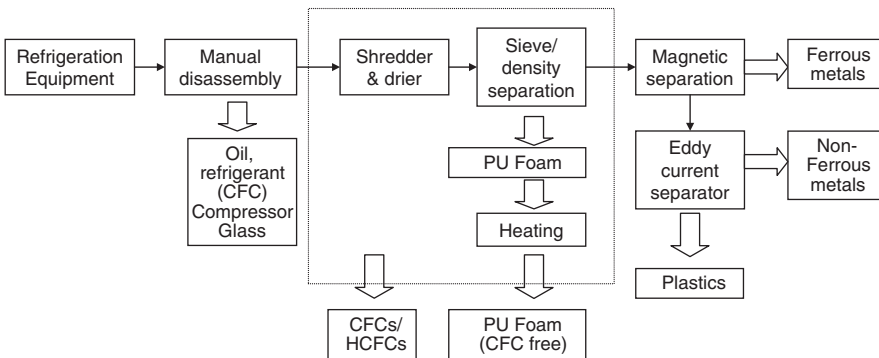 Refrigeration
Equipment
Manual
disassembly
Shredder
& drier
Sieve/
density
separation
Magnetic
separation
Ferrous
metals
Oil,
refrigerant
(CFC)
Compressor
Glass
PU Foam
Heating
Eddy
current
separator
Non-
Ferrous
metals
Plastics
CFCs/
HCFCs
PU Foam
(CFC free)